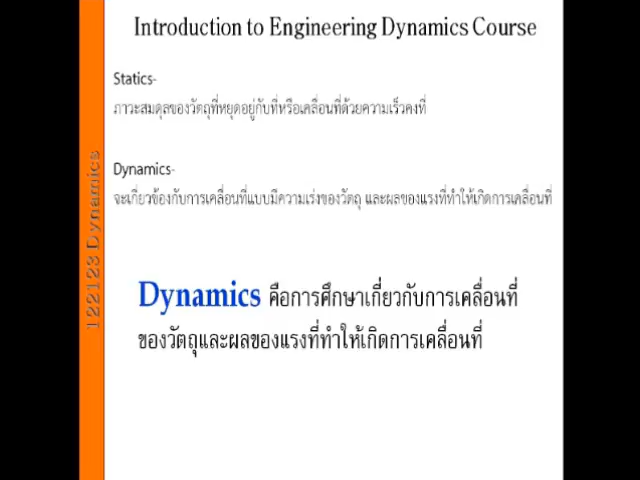 Introduction to Engineering Dynamics Course
Statics-
ภาวะสมดุลของวัตถุที่หยุดอยู่กับที่หรือเคลื่อนที่ด้วยความเร็วคงที่
Dynamics-
จะเกี่ยวข้องกับการเคลื่อนที่แบบมีความเร่งของวัตถุ และผลของแรงที่ทำให้เกิดการเคลื่อนที่
Dynamics คือการศึกษาเกี่ยวกับการเคลื่อนที่
ของวัตถุและผลของแรงที่ทำให้เกิดการเคลื่อนที่
122123 Dynamics